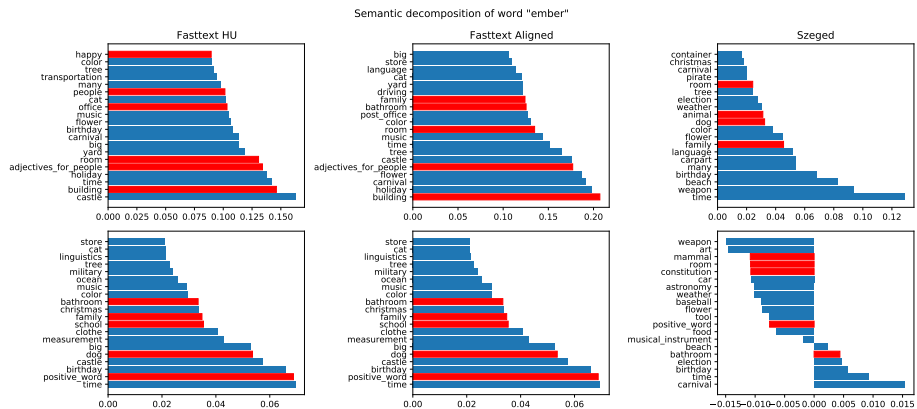 Semantic decomposition of word "ember"
Fasttext HU
happy
color
tree
transportation
many
people
cat
office
music
flower
birthday
carnival
big
yard
room
adjectives_for_people
holiday
time
building
castle
0.000 0.025 0.050 0.075 0.100 0.125 0.150
Fasttext Aligned
big
store
language
cat
yard
driving
family
bathroom
post_office
color
room
music
time
tree
castle
adjectives_for_people
flower
carnival
holiday
building
0.00 0.05 0.10 0.15 0.20
Szeged
container
christmas
carnival
pirate
room
tree
election
weather
animal
dog
color
flower
family
language
carpart
many
birthday
beach
weapon
time
0.00 0.02 0.04 0.06 0.08 0.10 0.12
store
cat
linguistics
tree
military
ocean
music
color
bathroom
christmas
family
school
clothe
measurement
big
dog
castle
birthday
positive_word
time
0.00 0.02 0.04 0.06
store
cat
linguistics
tree
military
ocean
music
color
bathroom
christmas
family
school
clothe
measurement
big
dog
castle
birthday
positive_word
time
0.00 0.02 0.04 0.06
weapon
art
mammal
room
constitution
car
astronomy
weather
baseball
flower
tool
positive_word
food
musical_instrument
beach
bathroom
election
birthday
time
carnival
−0.015 −0.010 −0.005 0.000 0.005 0.010 0.015